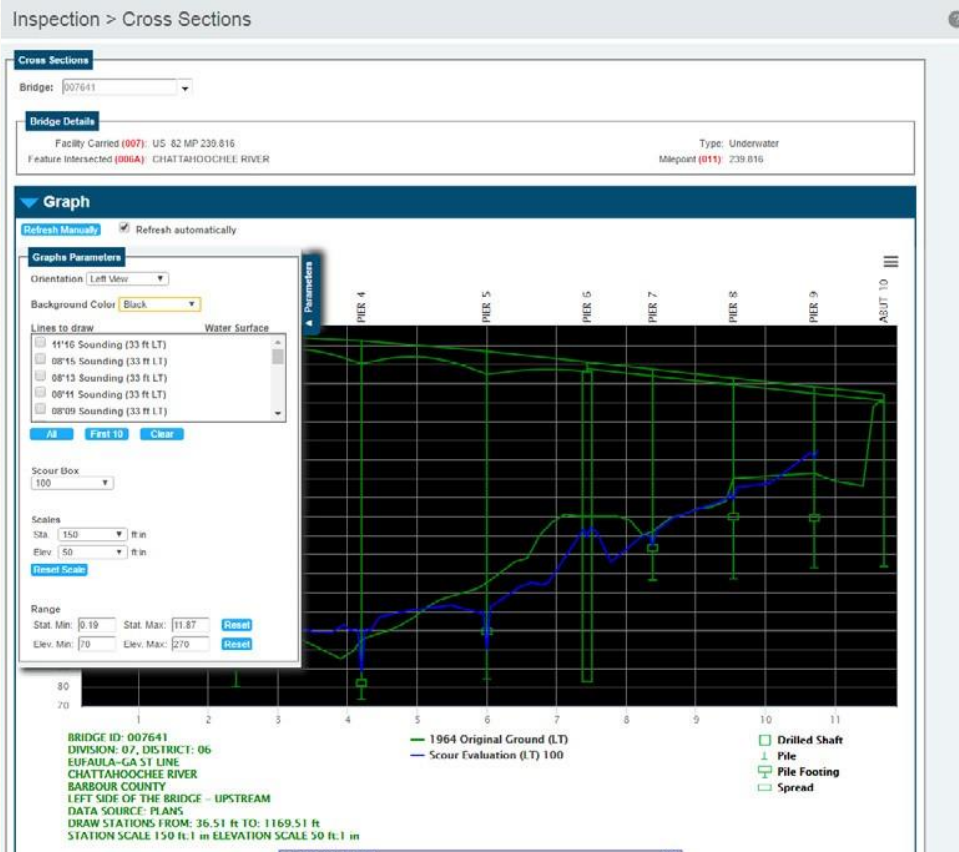 Inspection > Cross Sections
Cross Sections
Bridge: 007641
Bridge Details
Facility Carried (007): US 82 MP 239.816
Type: Underwater
Feature Intersected (006A): CHATTAHOOCHEE RIVER
Milepoint (011): 239.816
Graph
Refresh Manually
Refresh automatically
Graphs Parameters
Parameters
Orientation Left View
Background Color Black
Lines to draw
Water Surface
11'16 Sounding (33 ft LT)
08'15 Sounding (33 ft LT)
08'13 Sounding (33 ft LT)
08'11 Sounding (33 ft LT)
08'09 Sounding (33 ft LT)
All First 10 Clear
Scour Box
100
Scales
Sta. 150 ft:in
Elev. 50 ft:in
Reset Scale
Range
Stat. Min: 0.19 Stat. Max: 11.87 Reset
Elev. Min: 70 Elev. Max: 270 Reset
PIER 4
PIER 5
PIER 6
PIER 7
PIER 8
PIER 9
ABUT 10
80
70
1 2 3 4 5 6 7 8 9 10 11
BRIDGE ID: 007641
DIVISION: 07, DISTRICT: 06
EUFAULA-GA ST LINE
CHATTAHOOCHEE RIVER
BARBOUR COUNTY
LEFT SIDE OF THE BRIDGE - UPSTREAM
DATA SOURCE: PLANS
DRAW STATIONS FROM: 36.51 ft TO: 1169.51 ft
STATION SCALE 150 ft:1 in ELEVATION SCALE 50 ft:1 in
1964 Original Ground (LT)
Scour Evaluation (LT) 100
Drilled Shaft
Pile
Pile Footing
Spread